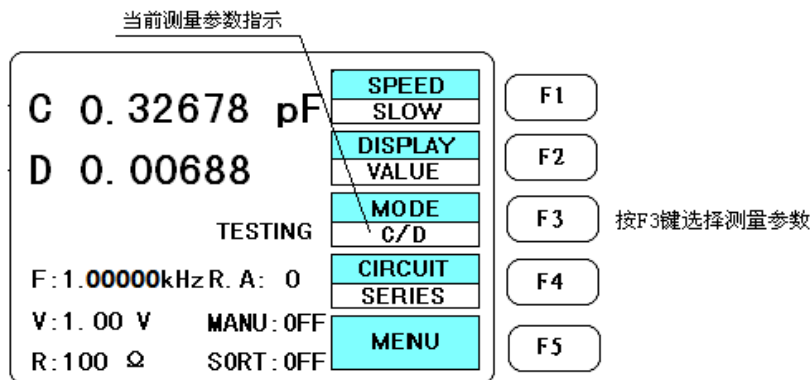 当前测量参数指示
C 0.32678 pF
D 0.00688
TESTING
F:1.00000kHz R.A: 0
V:1.00 V MANU:OFF
R:100 Ω SORT:OFF
SPEED
SLOW
DISPLAY
VALUE
MODE
C/D
CIRCUIT
SERIES
MENU
F1
F2
F3 按F3键选择测量参数
F4
F5